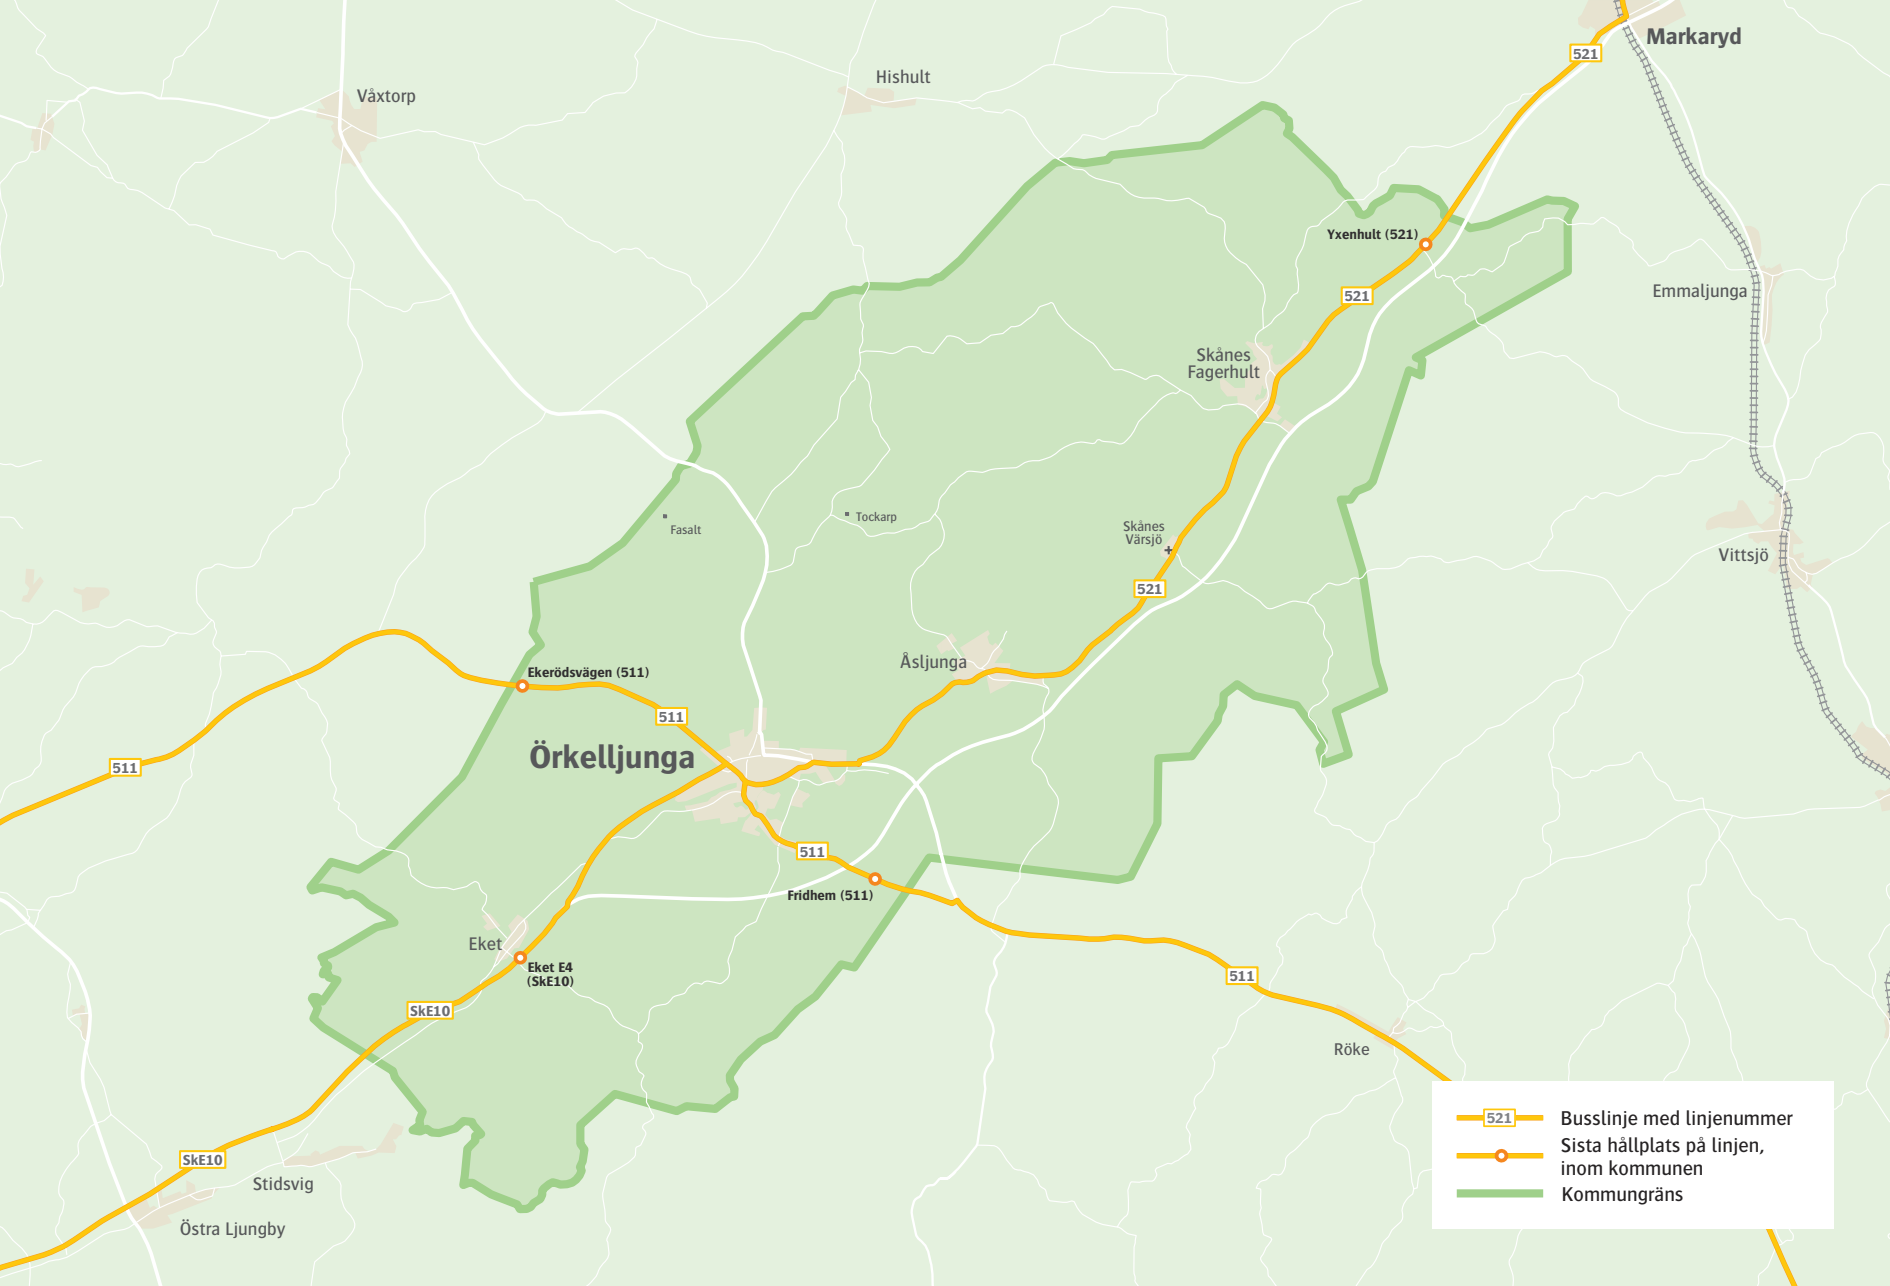 Markaryd
521
Hishult
Våxtorp
Yxenhult (521)
521
Emmaljunga
Skånes
Fagerhult
Fasalt
Tockarp
Skånes
Värsjö
Vittsjö
521
Åsljunga
Ekerödsvägen (511)
511
Örkelljunga
511
511
Fridhem (511)
Eket
Eket E4
(SkE10)
511
SkE10
Röke
SkE10
Stidsvig
Östra Ljungby
521
Busslinje med linjenummer
Sista hållplats på linjen,
inom kommunen
Kommungräns